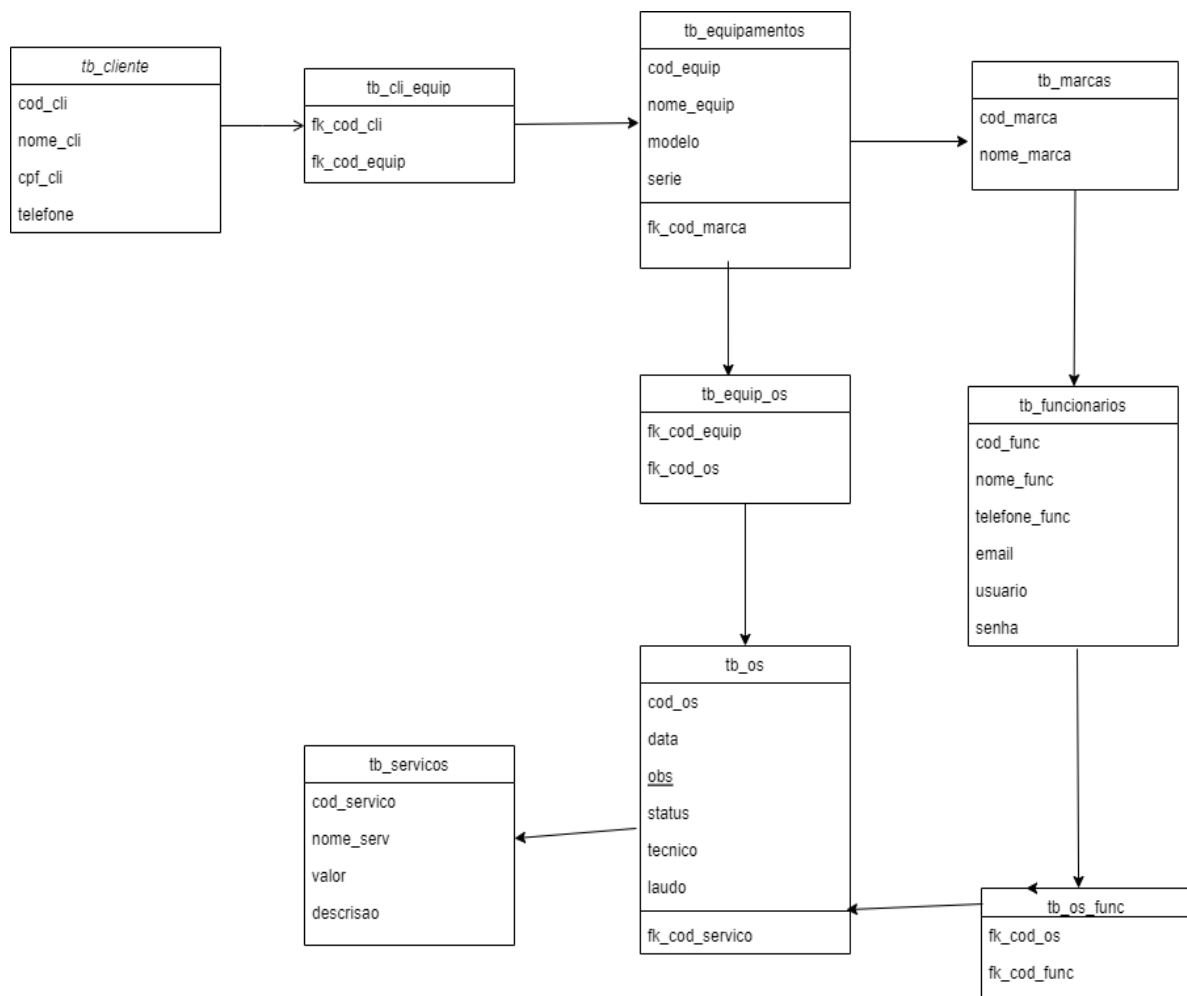 tb_cliente
cod_cli
nome_cli
cpf_cli
telefone
tb_cli_equip
fk_cod_cli
fk_cod_equip
tb_equipamentos
cod_equip
nome_equip
modelo
serie
fk_cod_marca
tb_marcas
cod_marca
nome_marca
tb_equip_os
fk_cod_equip
fk_cod_os
tb_funcionarios
cod_func
nome_func
telefone_func
email
usuario
senha
tb_servicos
cod_servico
nome_serv
valor
descrisao
tb_os
cod_os
data
obs
status
tecnico
laudo
fk_cod_servico
tb_os_func
fk_cod_os
fk_cod_func